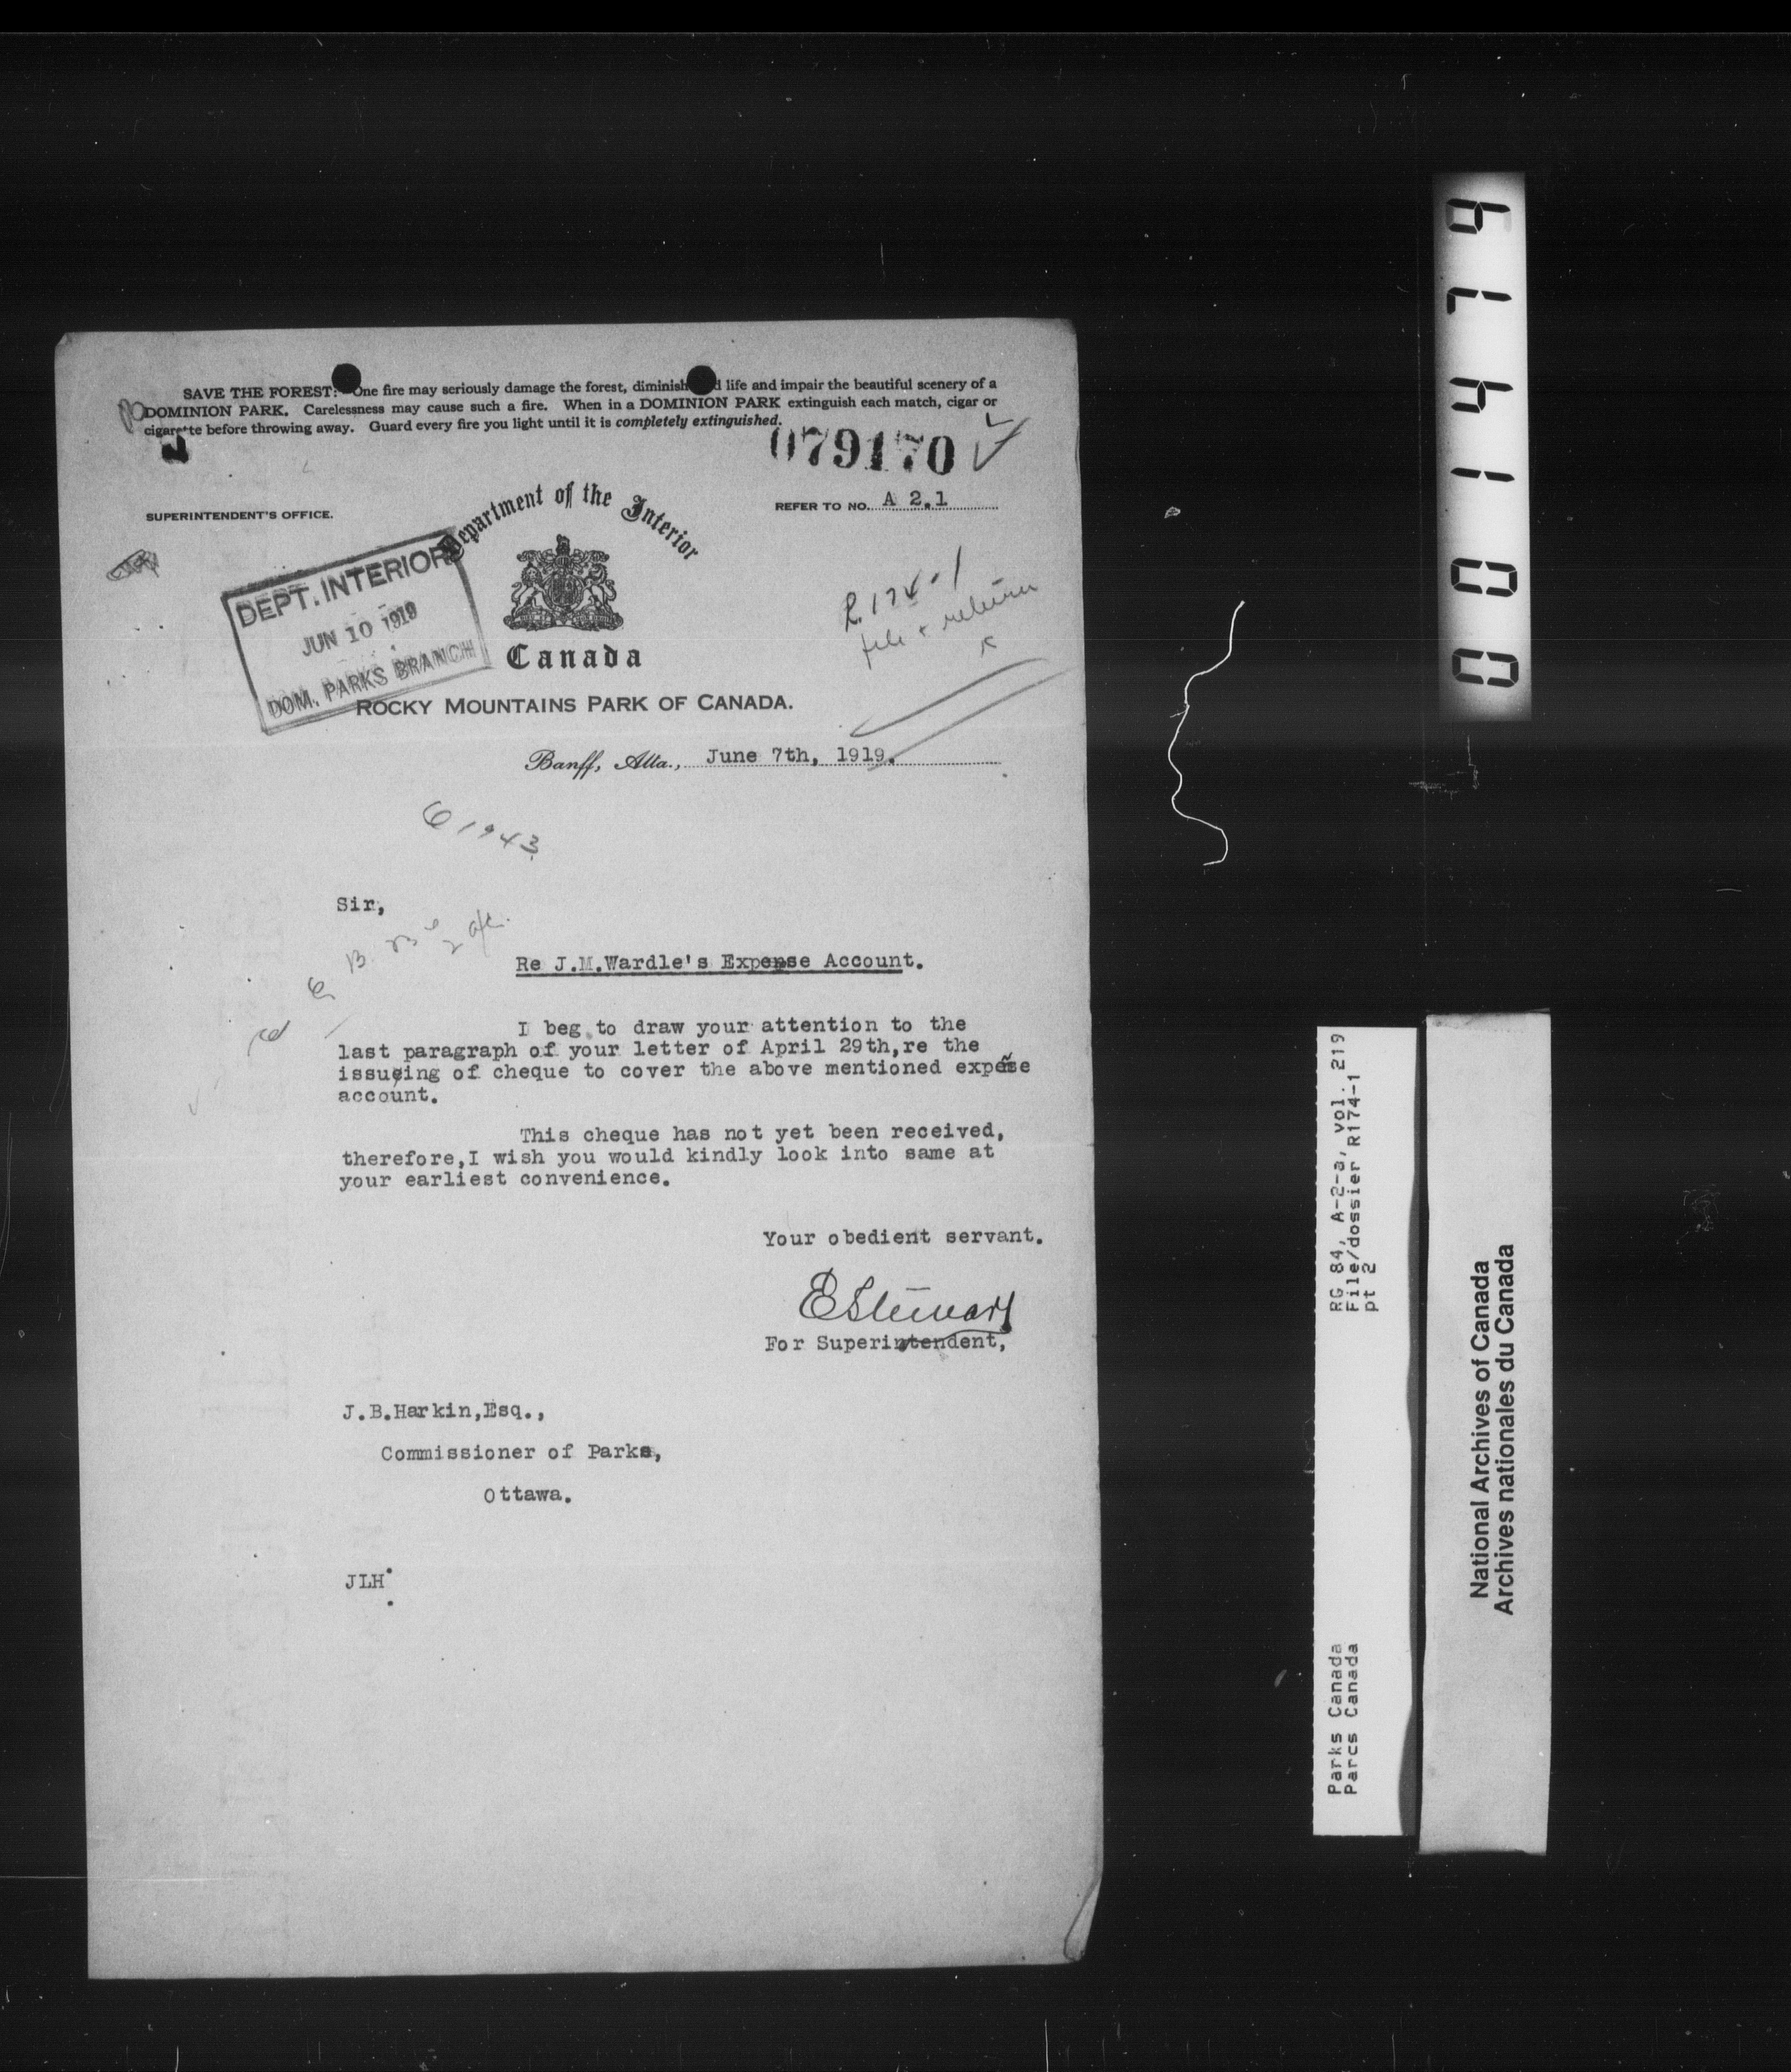 SAVE THE FOREST: One fire may seriously damage the forest, diminish life and impair the beautiful scenery of a
DOMINION PARK. Carelessness may cause such a fire. When in a DOMINION PARK extinguish each match, cigar or
cigarette before throwing away. Guard every fire you light until it is completely extinguished.
079170
SUPERINTENDENT'S OFFICE.
REFER TO NO. A 2.1
Department of the Interior
DEPT. INTERIOR
JUN 10 1919
DOM. PARKS BRANCH
R.174-1
file & return
Canada
ROCKY MOUNTAINS PARK OF CANADA.
Banff, Alta., June 7th, 1919.
Sir,
Re J.M.Wardle's Expense Account.
I beg to draw your attention to the
last paragraph of your letter of April 29th,re the
issueing of cheque to cover the above mentioned expense
account.
This cheque has not yet been received,
therefore,I wish you would kindly look into same at
your earliest convenience.
Your obedient servant.
E Stewart
For Superintendent,
J.B.Harkin,Esq.,
Commissioner of Parks,
Ottawa.
JLH
001479
RG 84, A-2-a, vol. 219
File/dossier R174-1
pt 2
Parks Canada
Parcs Canada
National Archives of Canada
Archives nationales du Canada